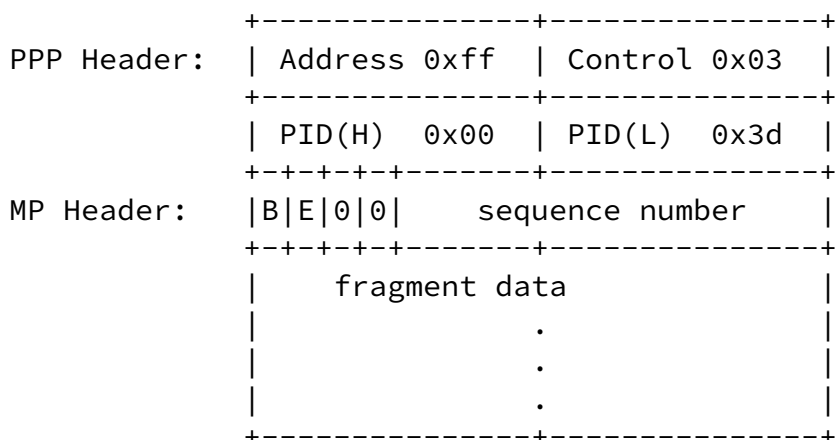 +---------------+---------------+
PPP Header: | Address 0xff | Control 0x03 |
+---------------+---------------+
| PID(H) 0x00 | PID(L) 0x3d |
+-+-+-+-+-------+---------------+
MP Header: |B|E|0|0| sequence number |
+-+-+-+-+-------+---------------+
| fragment data |
| . |
| . |
| . |
+---------------+---------------+